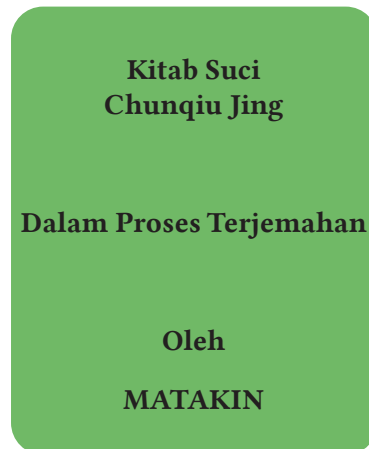 Kitab Suci
Chunqiu Jing
Dalam Proses Terjemahan
Oleh
MATAKIN